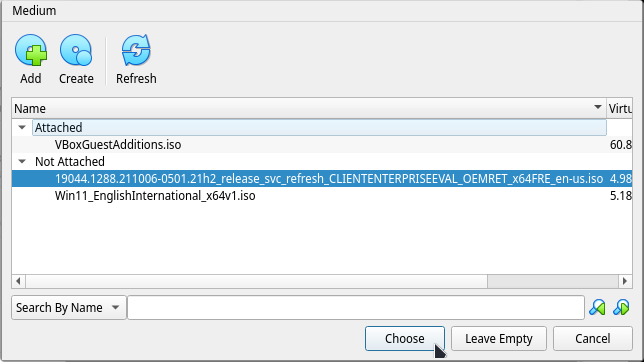 Medium
Add Create Refresh
Name Virtu
Attached
VBoxGuestAdditions.iso 60.8
Not Attached
19044.1288.211006-0501.21h2_release_svc_refresh_CLIENTENTERPRISEEVAL_OEMRET_x64FRE_en-us.iso 4.98
Win11_EnglishInternational_x64v1.iso 5.18
Search By Name
Choose Leave Empty Cancel